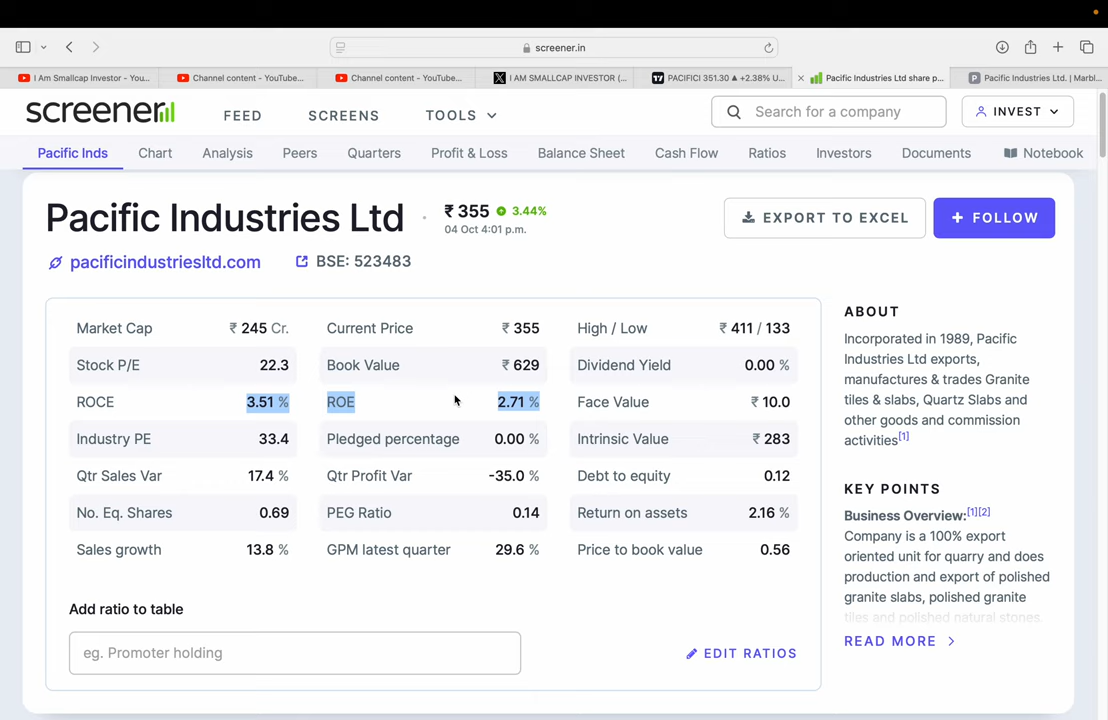 screener.in
I Am Smallcap Investor - You...
Channel content - YouTube...
Channel content - YouTube...
I AM SMALLCAP INVESTOR (...
PACIFICI 351.30 ▲ +2.38% U...
Pacific Industries Ltd share p...
Pacific Industries Ltd. | Marbl...
screener
FEED
SCREENS
TOOLS
Search for a company
INVEST
Pacific Inds
Chart
Analysis
Peers
Quarters
Profit & Loss
Balance Sheet
Cash Flow
Ratios
Investors
Documents
Notebook
Pacific Industries Ltd
₹ 355 3.44%
04 Oct 4:01 p.m.
EXPORT TO EXCEL
+ FOLLOW
pacificindustriesltd.com
BSE: 523483
Market Cap ₹ 245 Cr.
Current Price ₹ 355
High / Low ₹ 411 / 133
Stock P/E 22.3
Book Value ₹ 629
Dividend Yield 0.00 %
ROCE 3.51 %
ROE 2.71 %
Face Value ₹ 10.0
Industry PE 33.4
Pledged percentage 0.00 %
Intrinsic Value ₹ 283
Qtr Sales Var 17.4 %
Qtr Profit Var -35.0 %
Debt to equity 0.12
No. Eq. Shares 0.69
PEG Ratio 0.14
Return on assets 2.16 %
Sales growth 13.8 %
GPM latest quarter 29.6 %
Price to book value 0.56
Add ratio to table
eg. Promoter holding
EDIT RATIOS
ABOUT
Incorporated in 1989, Pacific
Industries Ltd exports,
manufactures & trades Granite
tiles & slabs, Quartz Slabs and
other goods and commission
activities[1]
KEY POINTS
Business Overview:[1][2]
Company is a 100% export
oriented unit for quarry and does
production and export of polished
granite slabs, polished granite
tiles and polished natural stones.
READ MORE